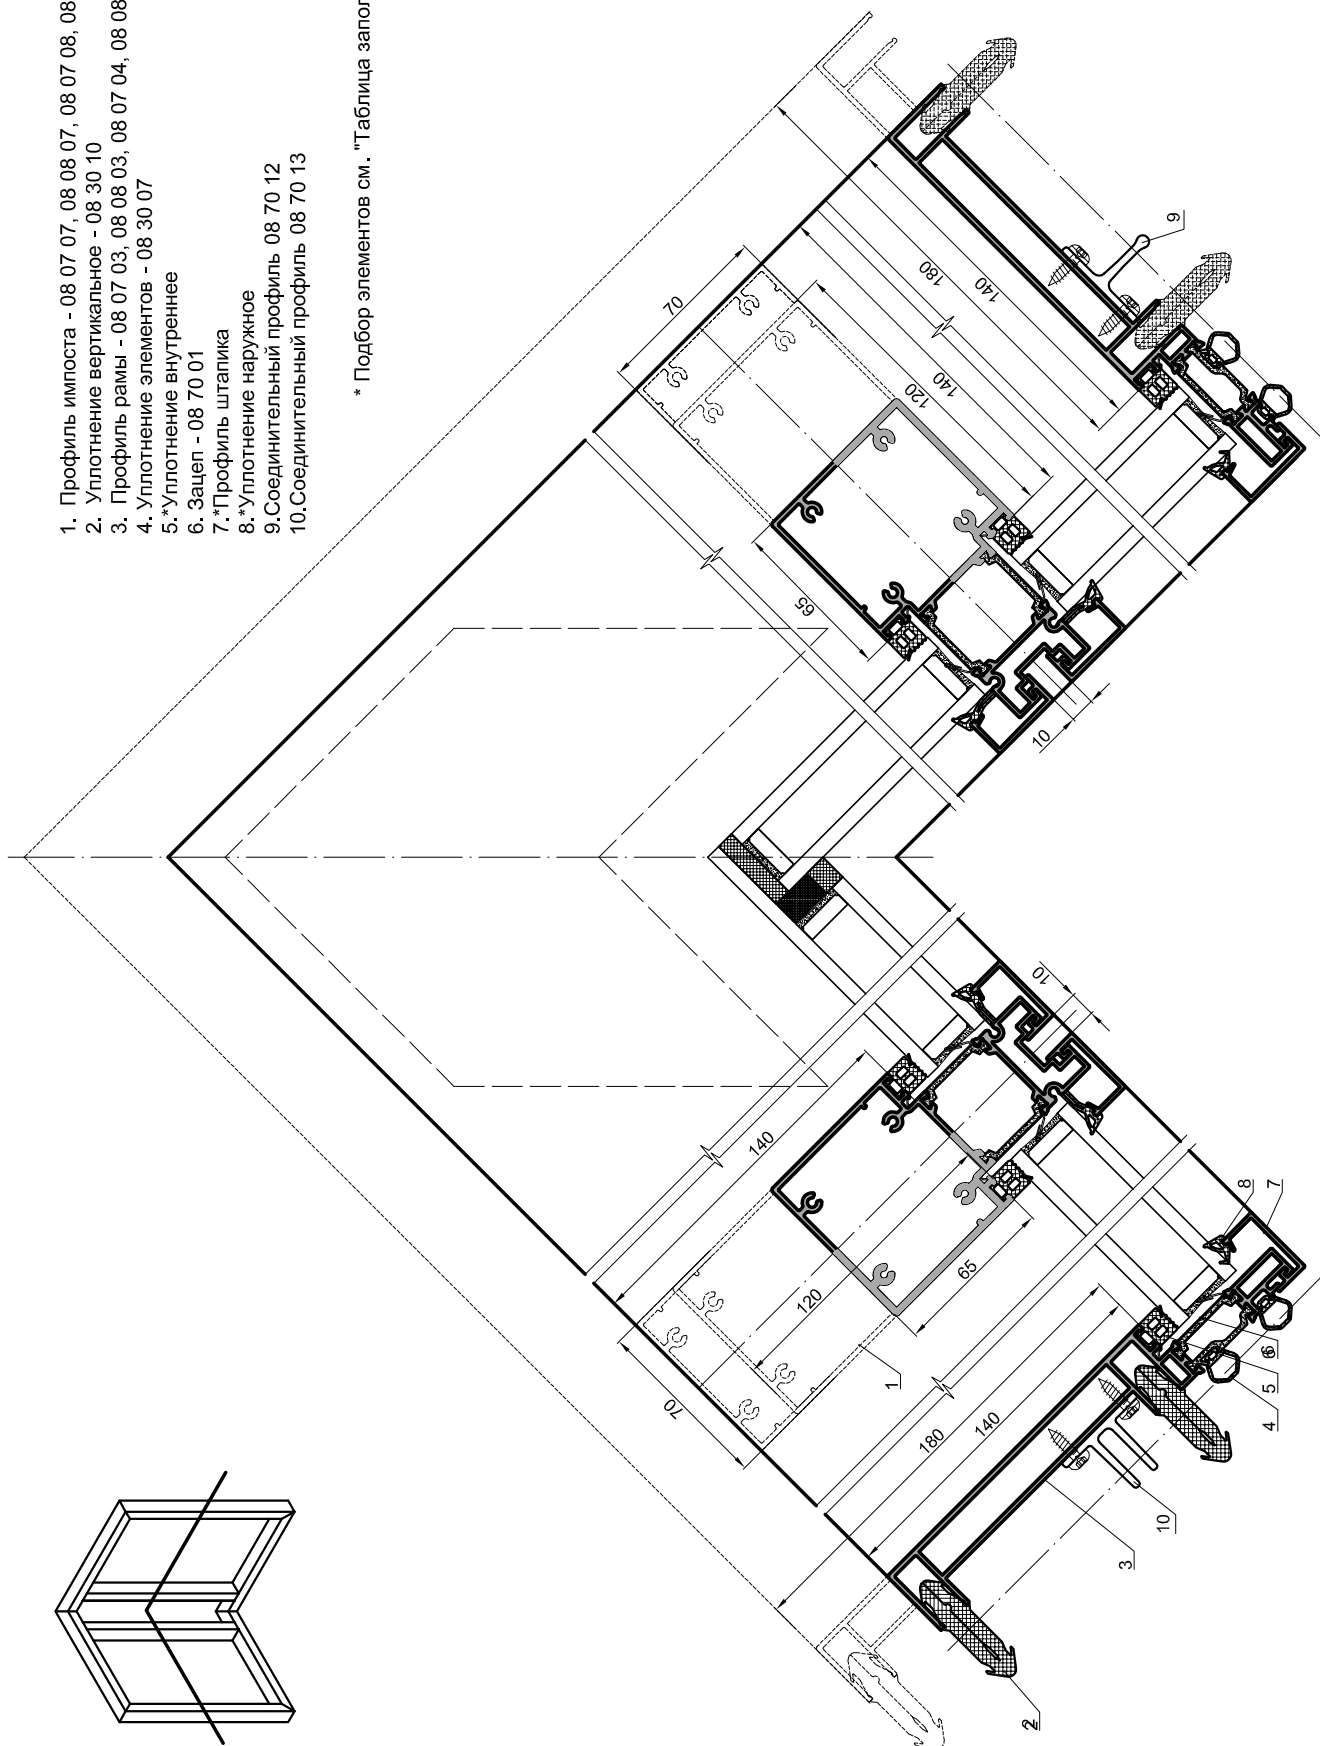 1. Профиль импоста - 08 07 07, 08 08 07, 08 07 08, 08
2. Уплотнение вертикальное - 08 30 10
3. Профиль рамы - 08 07 03, 08 08 03, 08 07 04, 08 08
4. Уплотнение элементов - 08 30 07
5.*Уплотнение внутреннее
6. Зацеп - 08 70 01
7.*Профиль штапика
8.*Уплотнение наружное
9.Соединительный профиль 08 70 12
10.Соединительный профиль 08 70 13
* Подбор элементов см. "Таблица запол
70
180
140
140
120
65
10
9
10
140
120
65
70
180
140
1
2
3
10
4
5
6
7
8